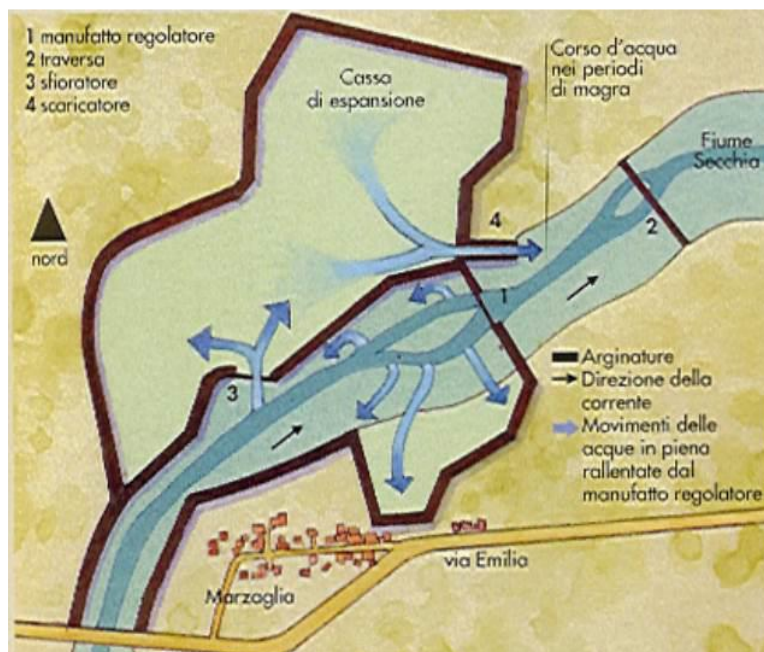 1 manufatto regolatore
2 traversa
3 sfioratore
4 scaricatore
Cassa
di espansione
Corso d'acqua
nei periodi
di magra
Fiume
Secchia
nord
4
2
1
3
Arginature
Direzione della
corrente
Movimenti delle
acque in piena
rallentate dal
manufatto regolatore
via Emilia
Marzaglia